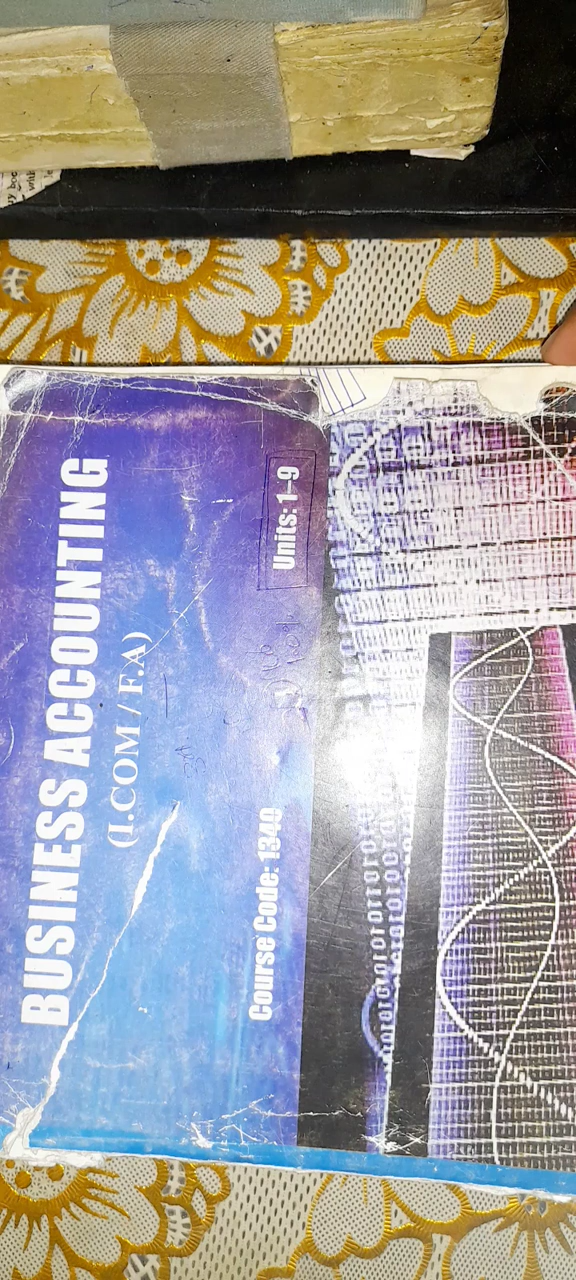 BUSINESS ACCOUNTING
(I.COM / F.A)
Course Code: 1349
Units: 1-9